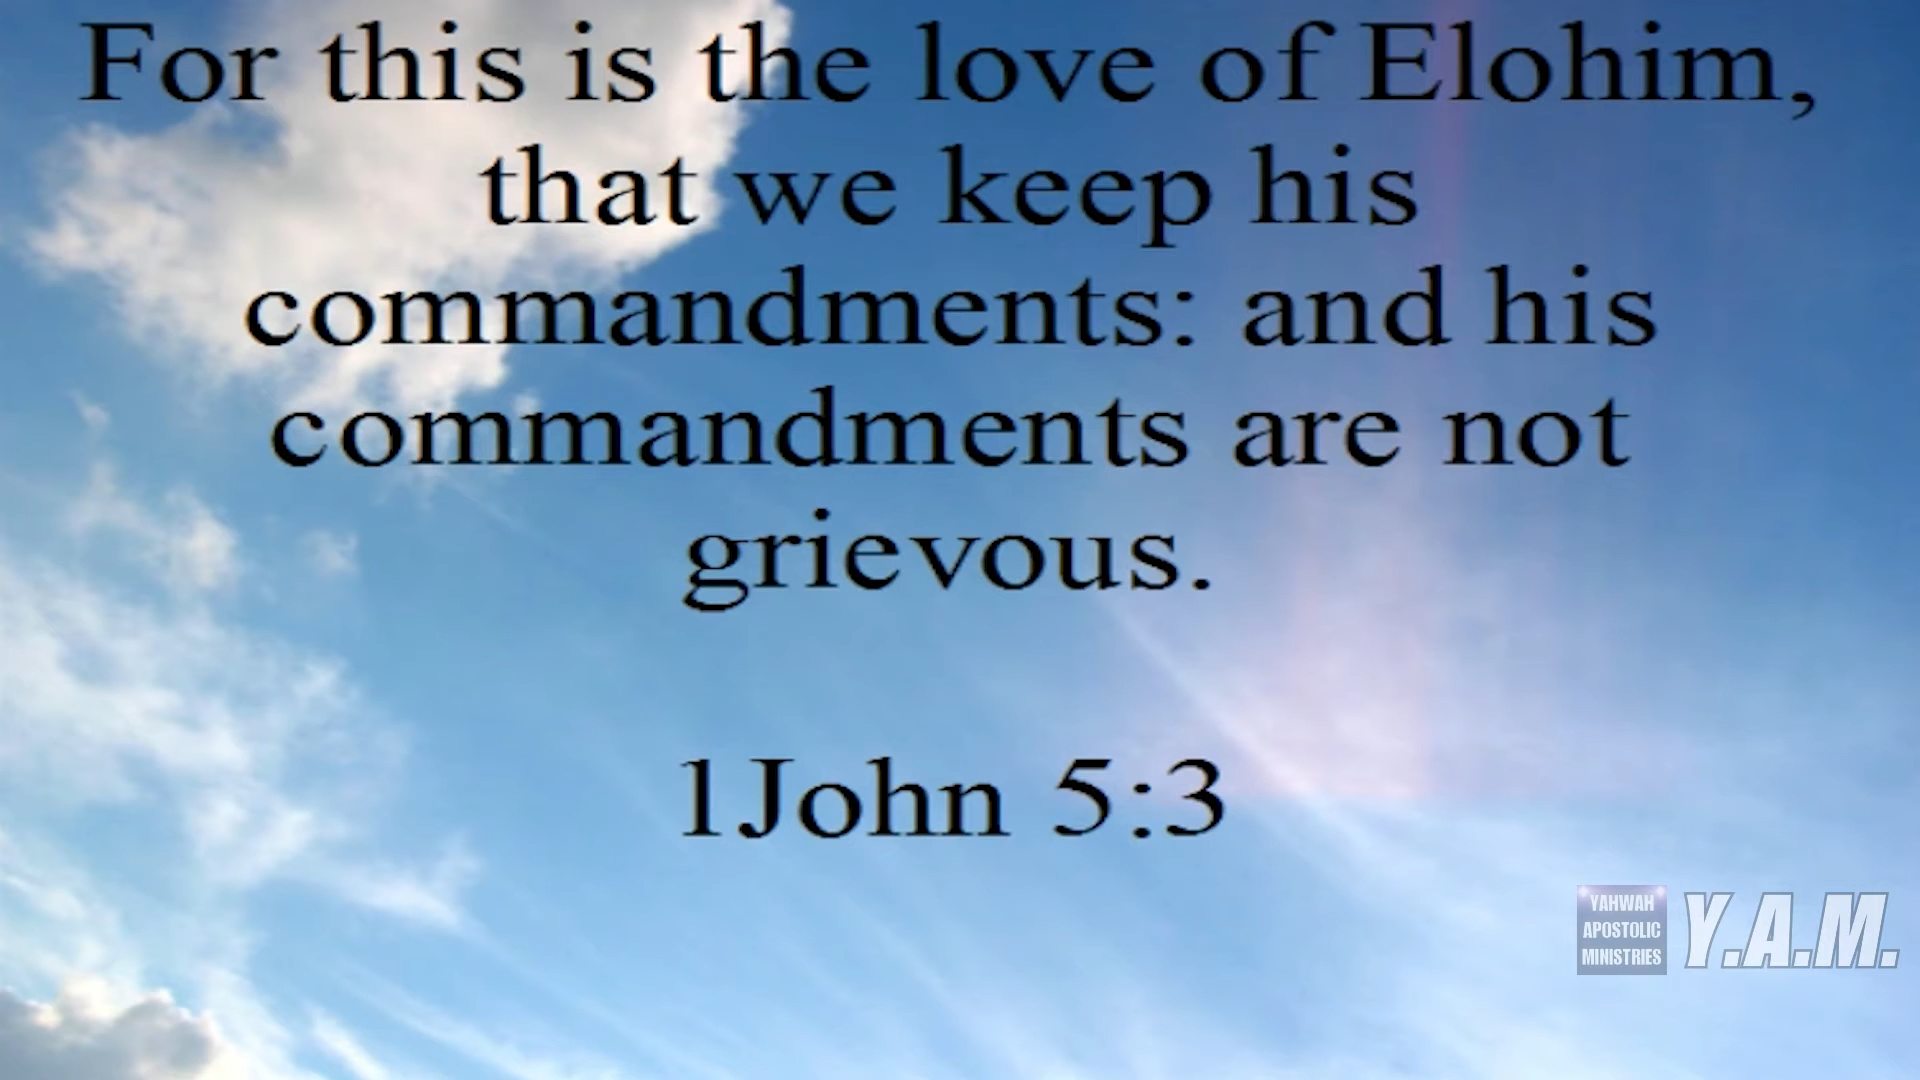 For this is the love of Elohim,
that we keep his
commandments: and his
commandments are not
grievous.
1John 5:3
YAHWAH
APOSTOLIC
MINISTRIES
Y.A.M.